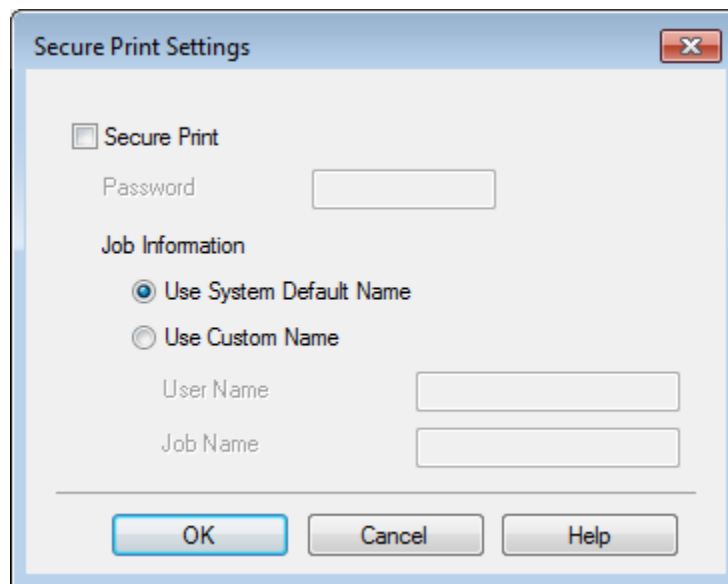 Secure Print Settings
Secure Print
Password
Job Information
Use System Default Name
Use Custom Name
User Name
Job Name
OK Cancel Help